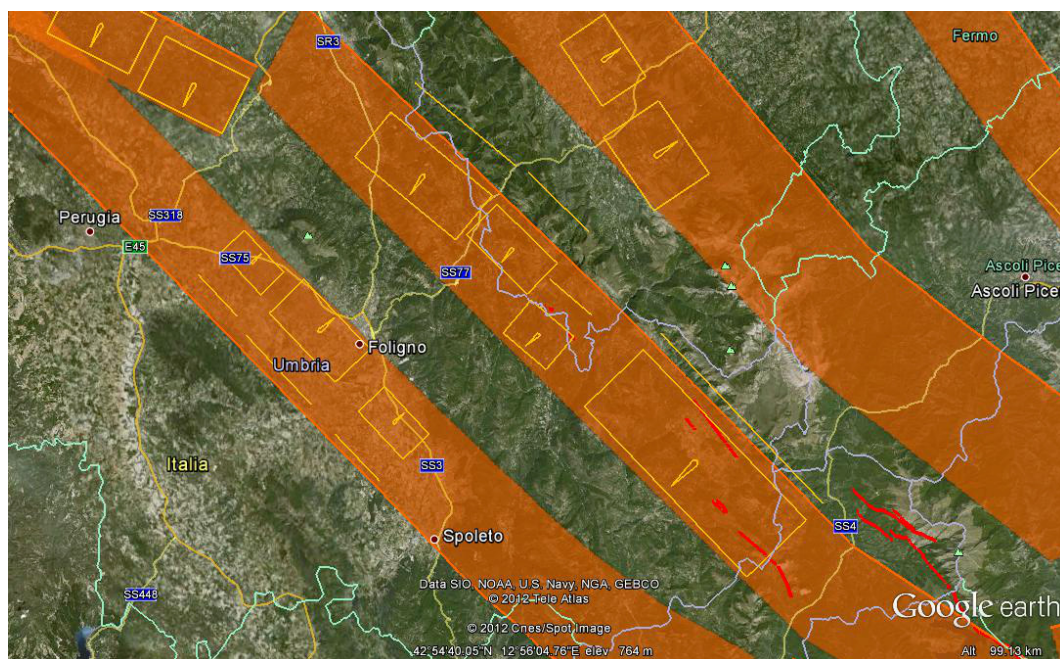 SR3
Fermo
Perugia
SS318
E45
SS75
SS77
Ascoli Pice
Ascoli Pice
Foligno
Umbria
Italia
SS3
SS4
Spoleto
Data SIO, NOAA, U.S. Navy, NGA, GEBCO
© 2012 Tele Atlas
SS448
Google earth
© 2012 Cnes/Spot Image
42°54'40.05"N 12°56'04.76"E elev 764 m
Alt 99.13 km